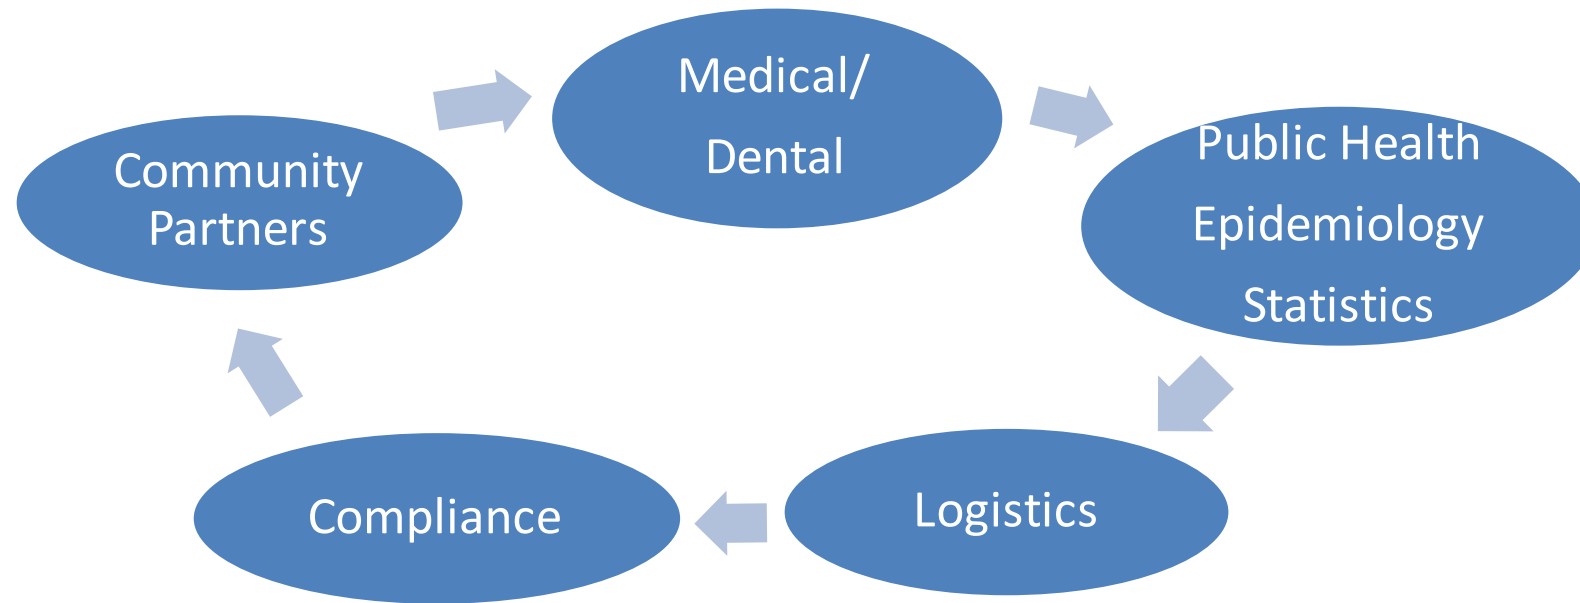 Medical/
Dental
Public Health
Epidemiology
Statistics
Logistics
Compliance
Community
Partners